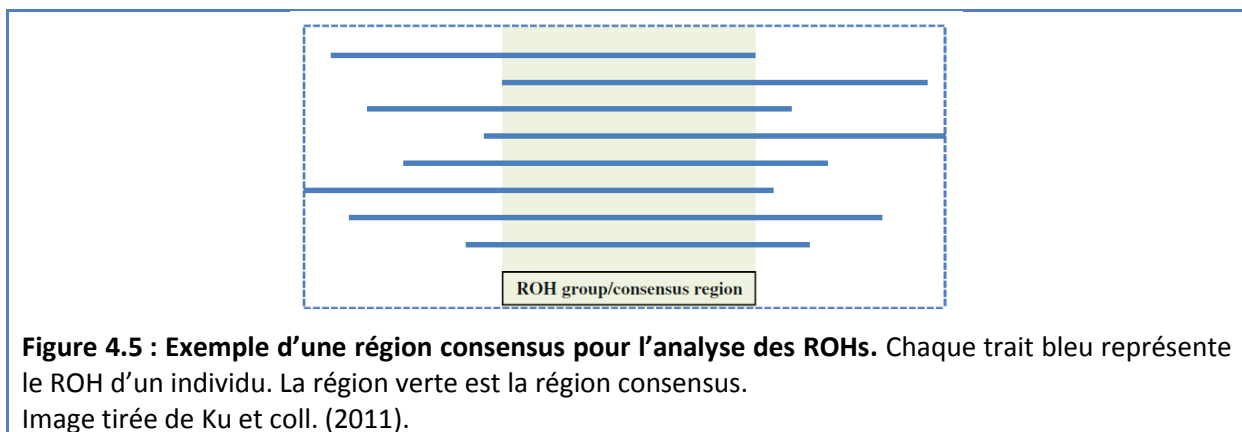 ROH group/consensus region
Figure 4.5 : Exemple d’une région consensus pour l’analyse des ROHs. Chaque trait bleu représente
le ROH d’un individu. La région verte est la région consensus.
Image tirée de Ku et coll. (2011).